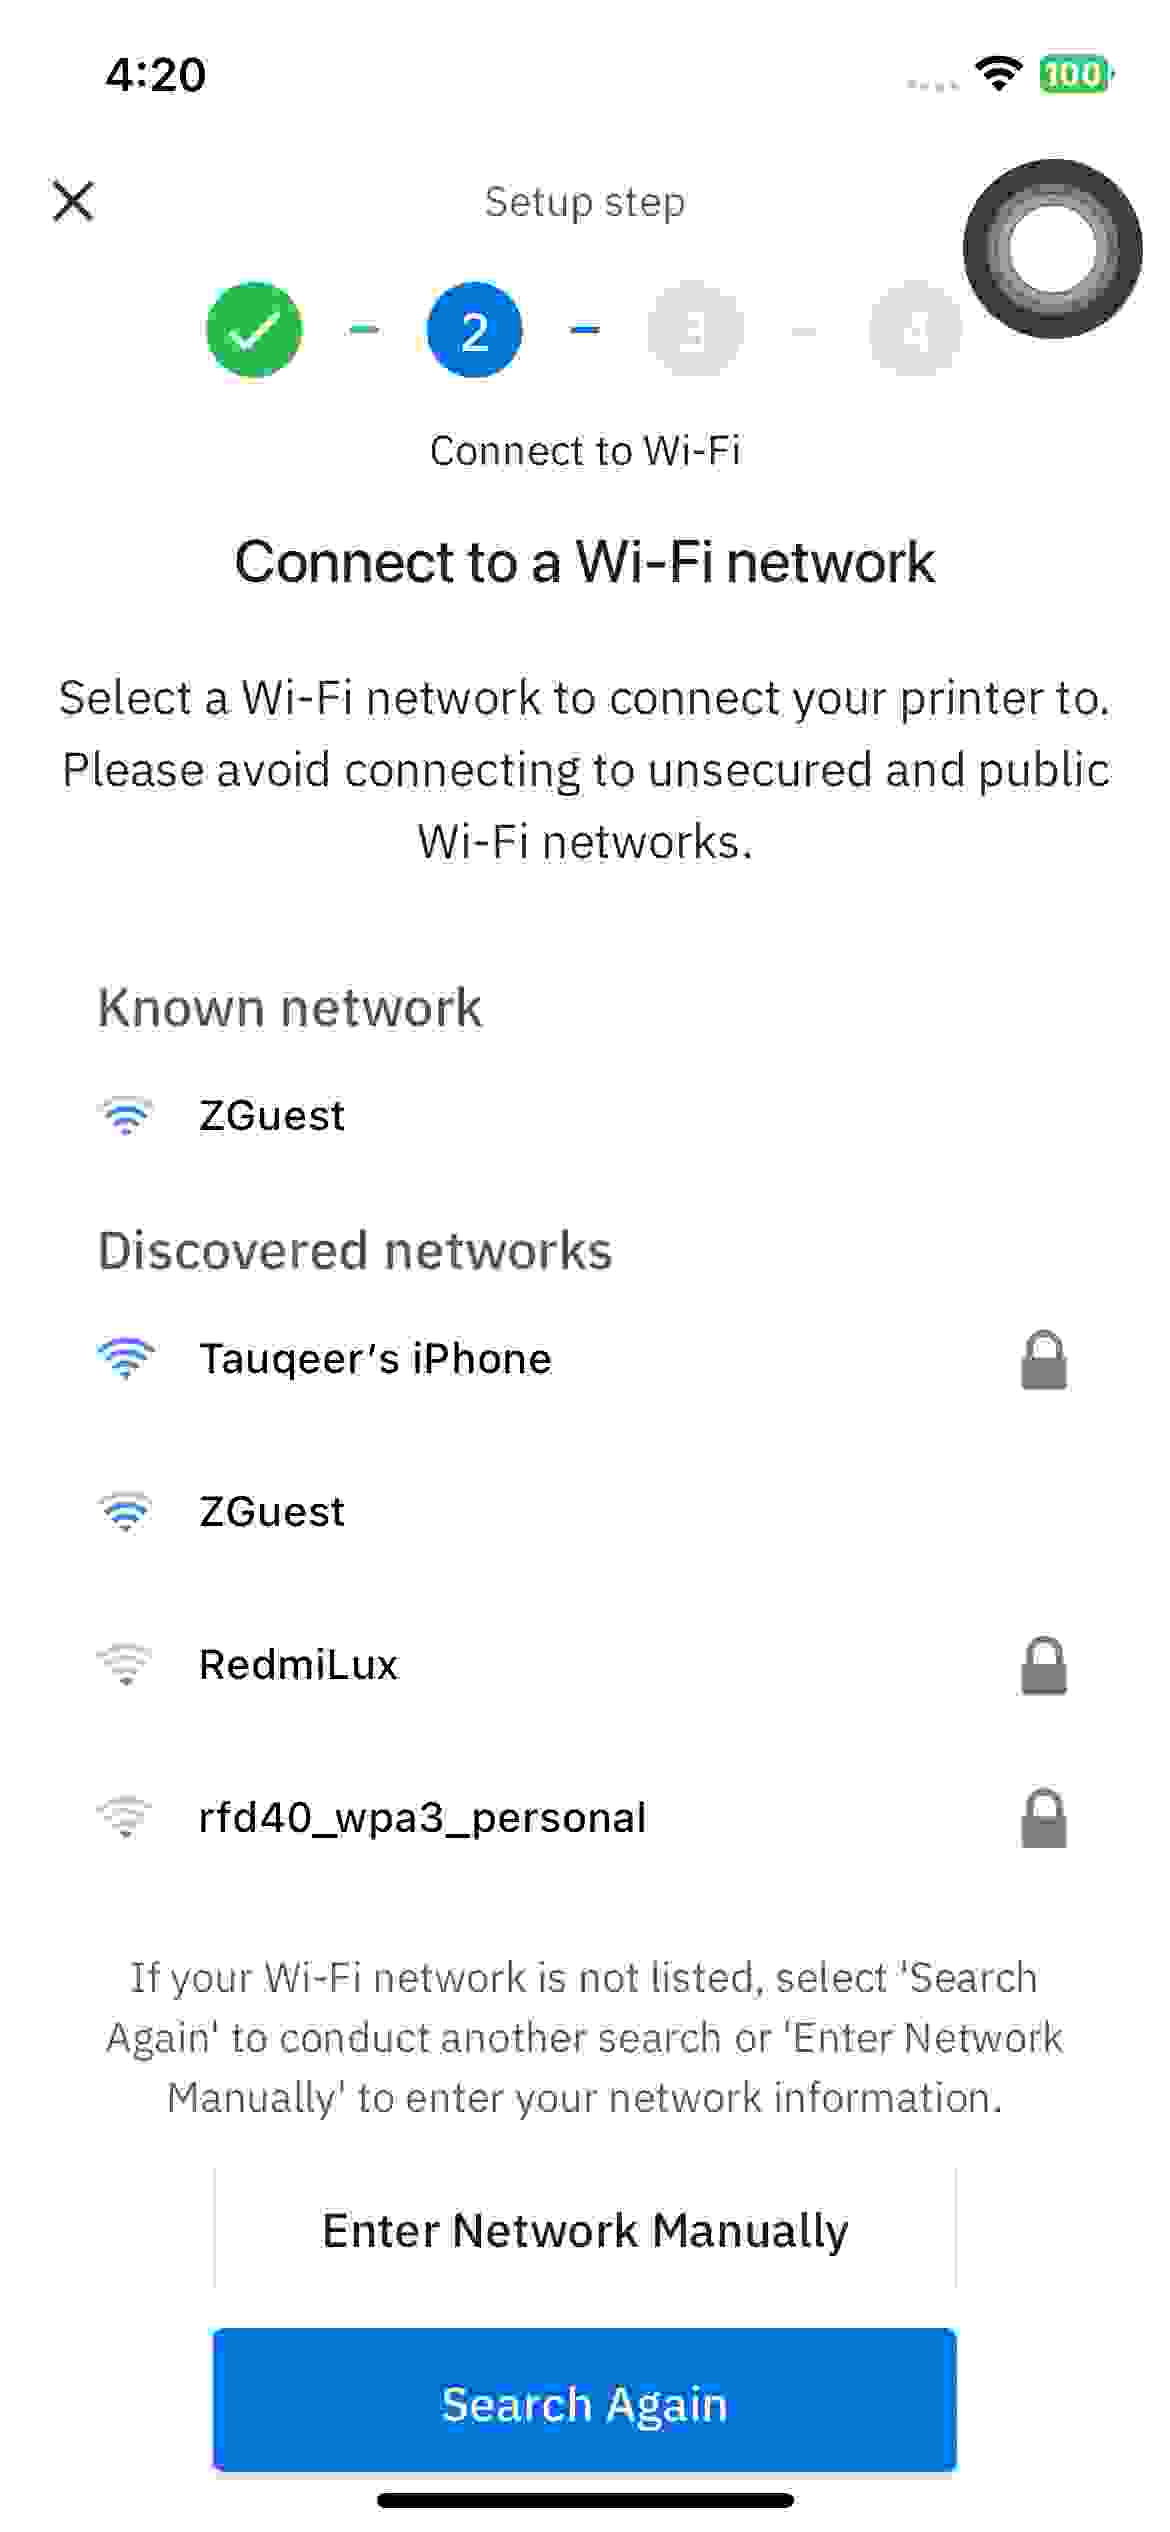 4:20
100
Setup step
2
3
4
Connect to Wi-Fi
Connect to a Wi-Fi network
Select a Wi-Fi network to connect your printer to.
Please avoid connecting to unsecured and public
Wi-Fi networks.
Known network
ZGuest
Discovered networks
Tauqeer's iPhone
ZGuest
RedmiLux
rfd40_wpa3_personal
If your Wi-Fi network is not listed, select 'Search
Again' to conduct another search or 'Enter Network
Manually' to enter your network information.
Enter Network Manually
Search Again